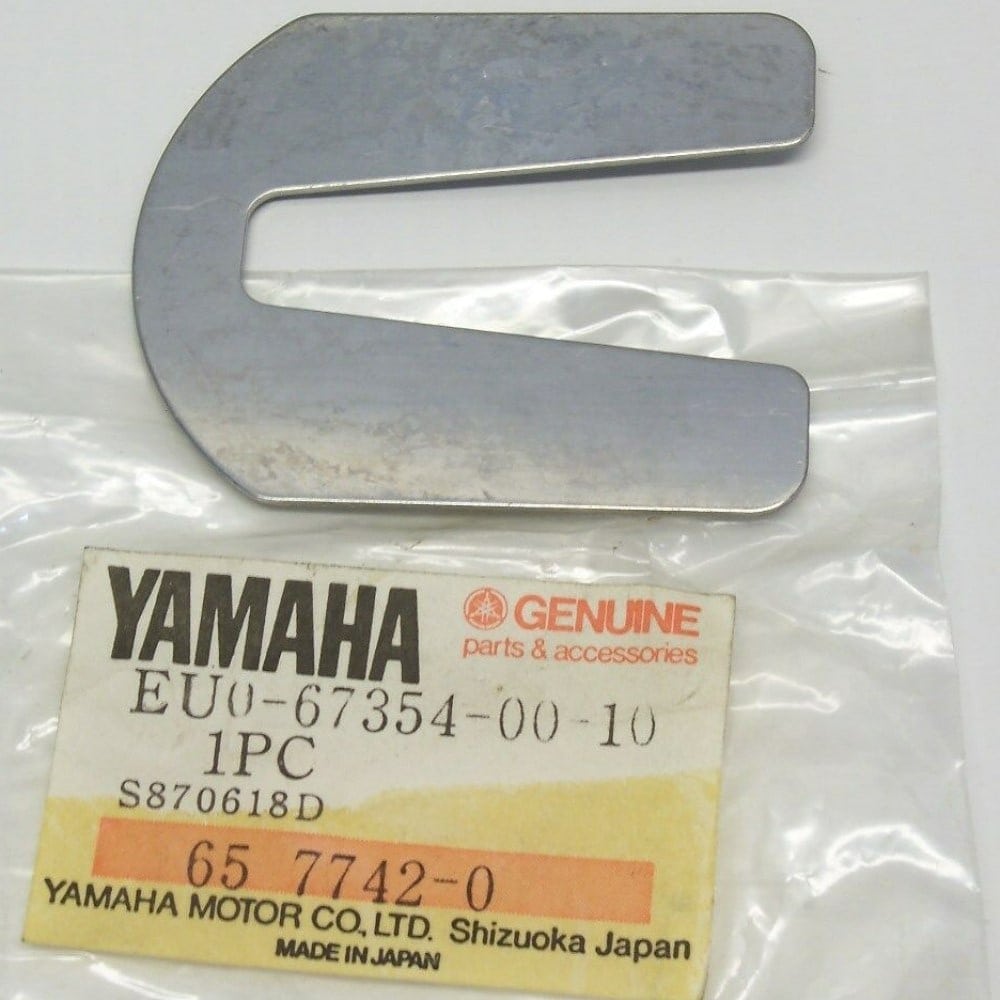 YAMAHA
GENUINE
parts & accessories
EU0-67354-00-10
1PC
S870618D
65 7742-0
YAMAHA MOTOR CO., LTD. Shizuoka Japan
MADE IN JAPAN